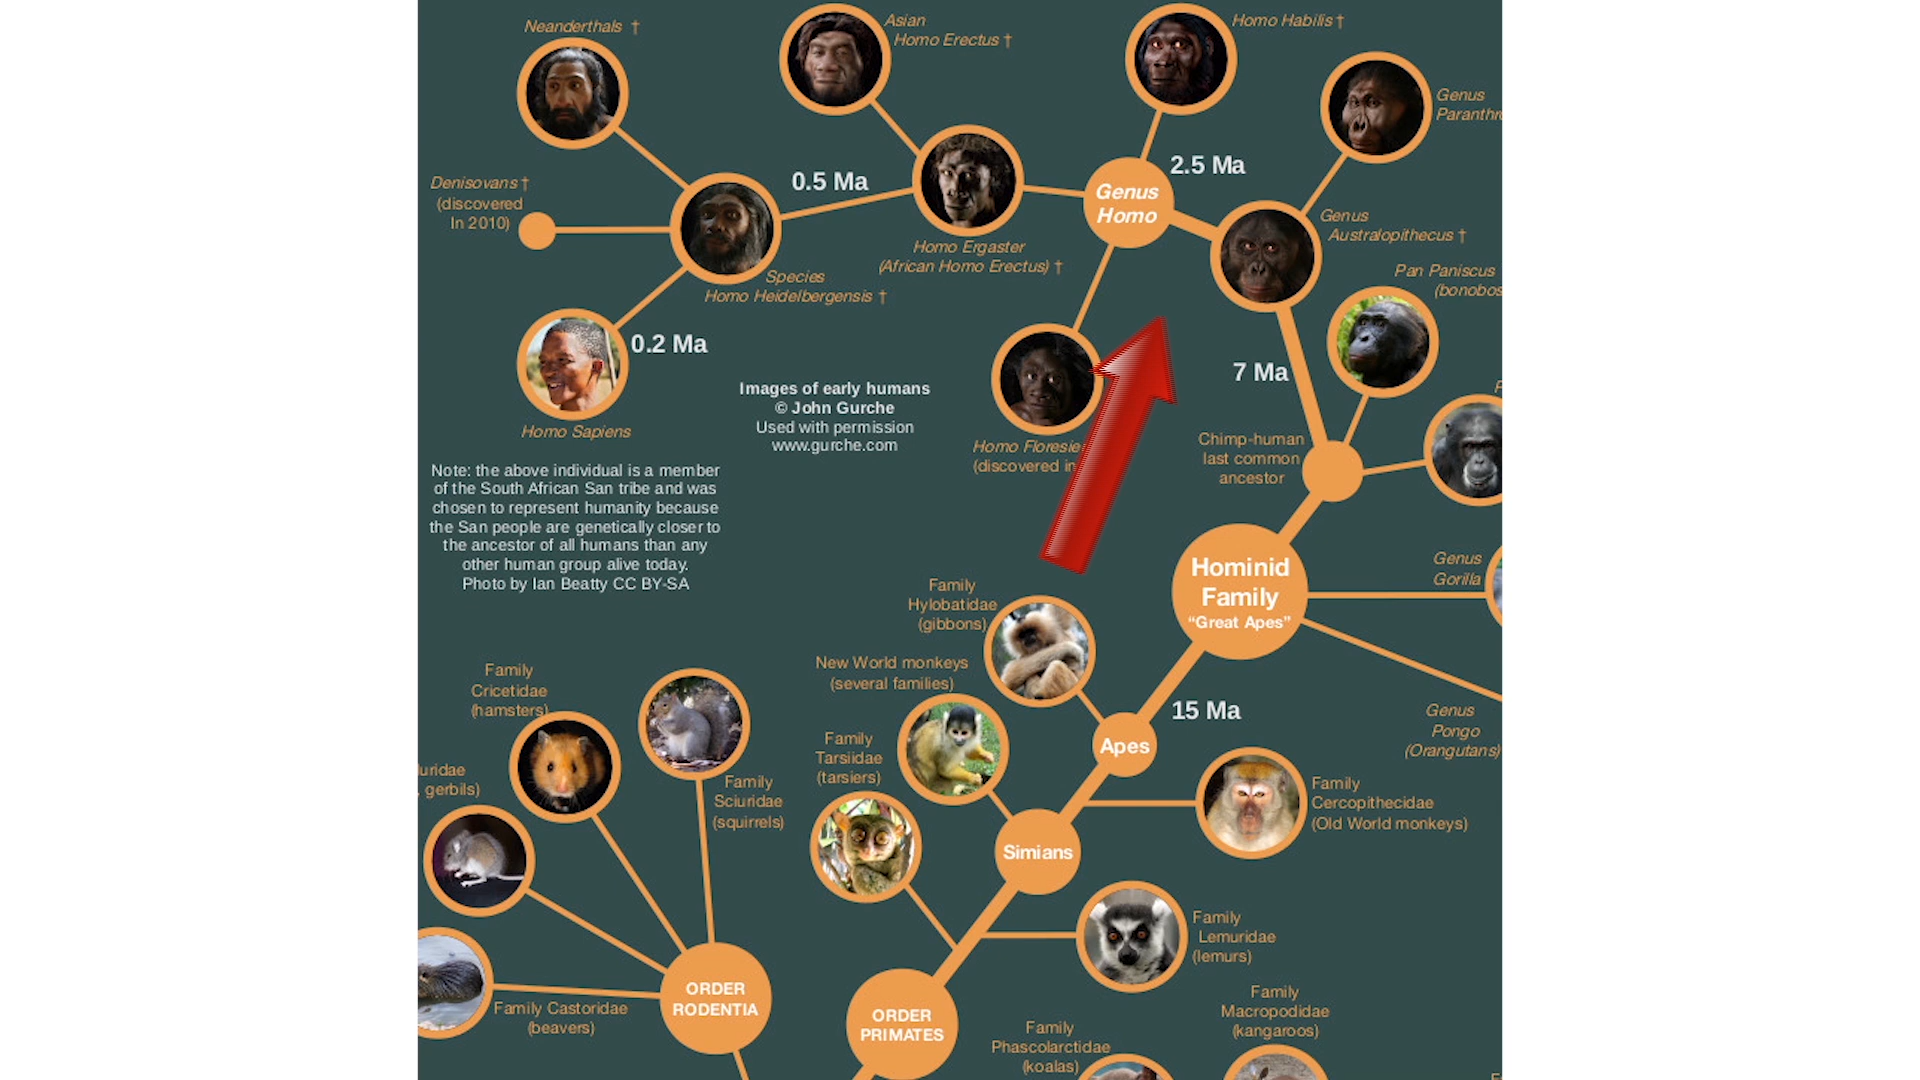 Neanderthals †
Asian
Homo Erectus †
Homo Habilis †
Genus
Denisovans †
(discovered
In 2010)
0.5 Ma
2.5 Ma
Genus
Homo
Genus
Australopithecus †
Homo Ergaster
(African Homo Erectus) †
Species
Homo Heidelbergensis †
Pan Paniscus
(bonobos
0.2 Ma
7 Ma
Homo Sapiens
Images of early humans
© John Gurche
Used with permission
www.gurche.com
Homo
(discovered in
Chimp-human
last common
ancestor
Note: the above individual is a member
of the South African San tribe and was
chosen to represent humanity because
the San people are genetically closer to
the ancestor of all humans than any
other human group alive today.
Photo by Ian Beatty CC BY-SA
Hominid
Family
“Great Apes”
Genus
Gorilla
Family
Hylobatidae
(gibbons)
New World monkeys
(several families)
15 Ma
Genus
Pongo
(Orangutans)
Family
Cricetidae
(hamsters)
Family
Tarsiidae
(tarsiers)
Apes
gerbils)
Family
Sciuridae
(squirrels)
Family
Cercopithecidae
(Old World monkeys)
Simians
Family
Lemuridae
(lemurs)
ORDER
RODENTIA
Family Castoridae
(beavers)
ORDER
PRIMATES
Family
Macropodidae
(kangaroos)
Family
Phascolarctidae
(koalas)